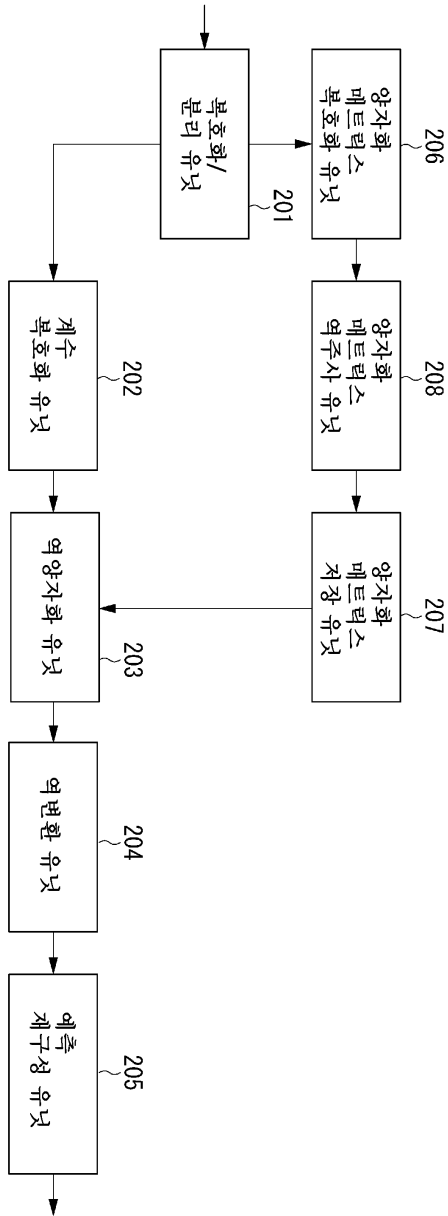 복호화/
분리 유닛
201
양자화
매트릭스
복호화 유닛
206
양자화
매트릭스
역주사 유닛
208
양자화
매트릭스
저장 유닛
207
계수
복호화 유닛
202
역양자화 유닛
203
역변환 유닛
204
예측
재구성 유닛
205